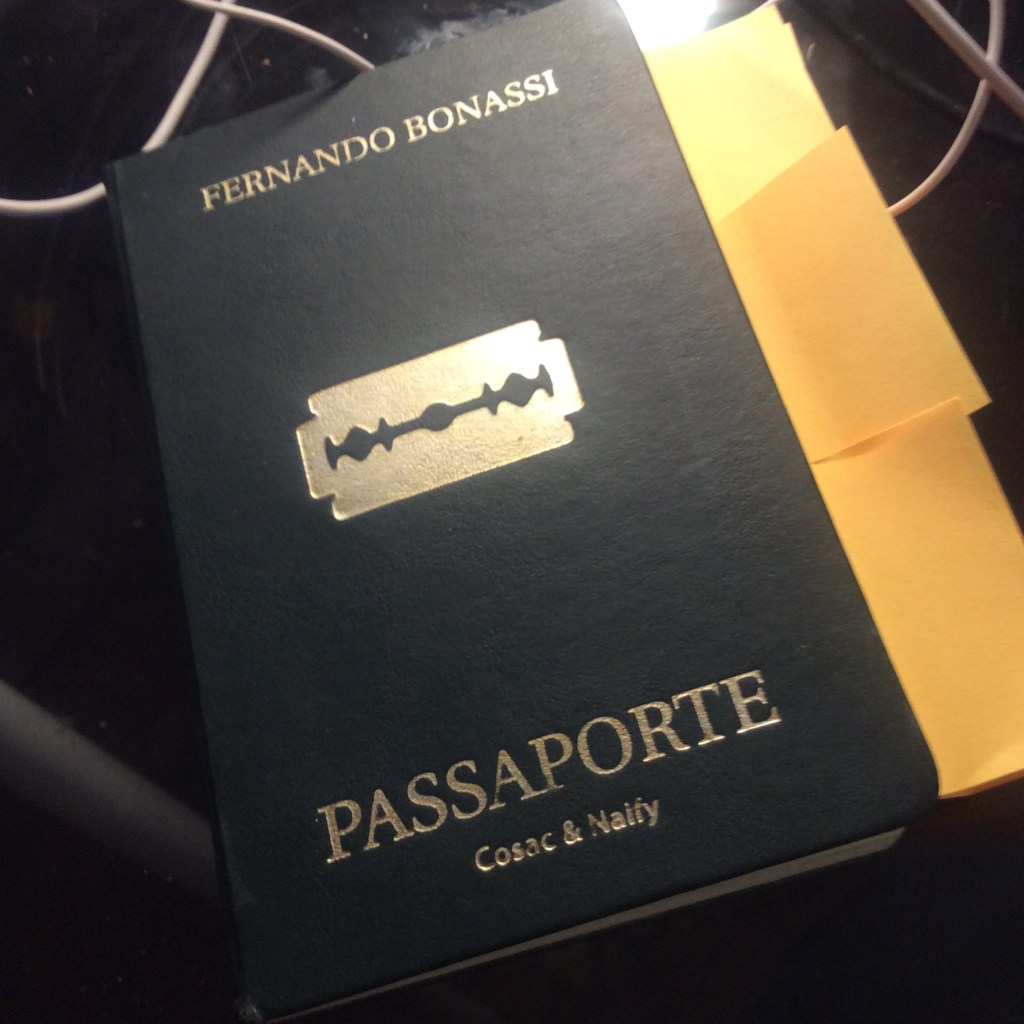 FERNANDO BONASSI
PASSAPORTE
Cosac & Naify